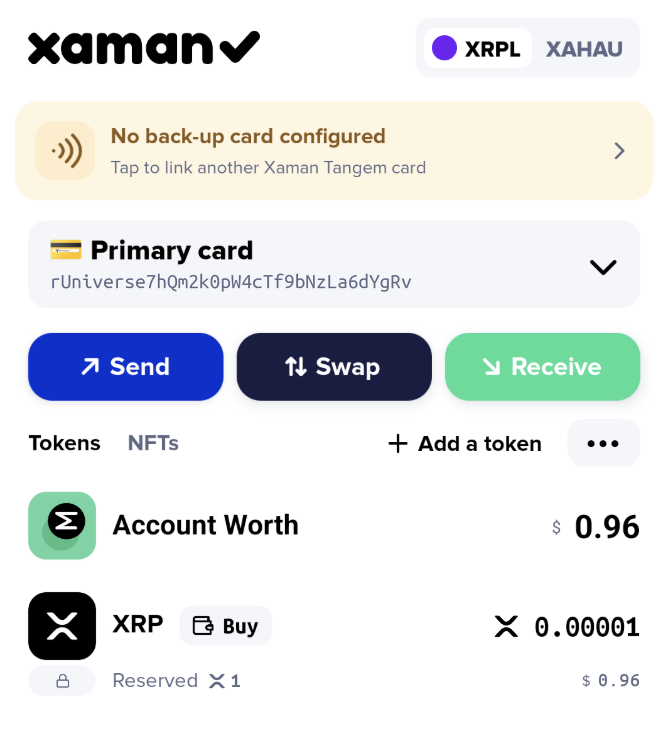 xaman
XRPL XAHAU
No back-up card configured
Tap to link another Xaman Tangem card
Primary card
rUniverse7hQm2k0pW4cTf9bNzLa6dYgRv
Send Swap Receive
Tokens NFTs + Add a token •••
Account Worth $ 0.96
XRP Buy 0.00001
Reserved 1 $ 0.96